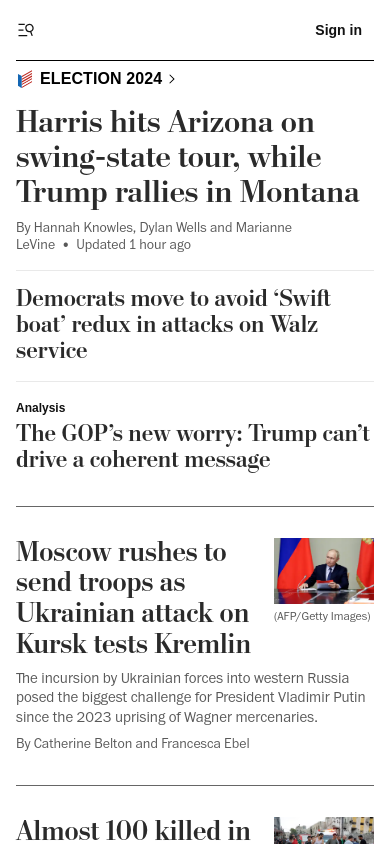 Sign in
ELECTION 2024
Harris hits Arizona on
swing-state tour, while
Trump rallies in Montana
By Hannah Knowles, Dylan Wells and Marianne
LeVine • Updated 1 hour ago
Democrats move to avoid ‘Swift
boat’ redux in attacks on Walz
service
Analysis
The GOP’s new worry: Trump can’t
drive a coherent message
Moscow rushes to
send troops as
Ukrainian attack on
Kursk tests Kremlin
(AFP/Getty Images)
The incursion by Ukrainian forces into western Russia
posed the biggest challenge for President Vladimir Putin
since the 2023 uprising of Wagner mercenaries.
By Catherine Belton and Francesca Ebel
Almost 100 killed in